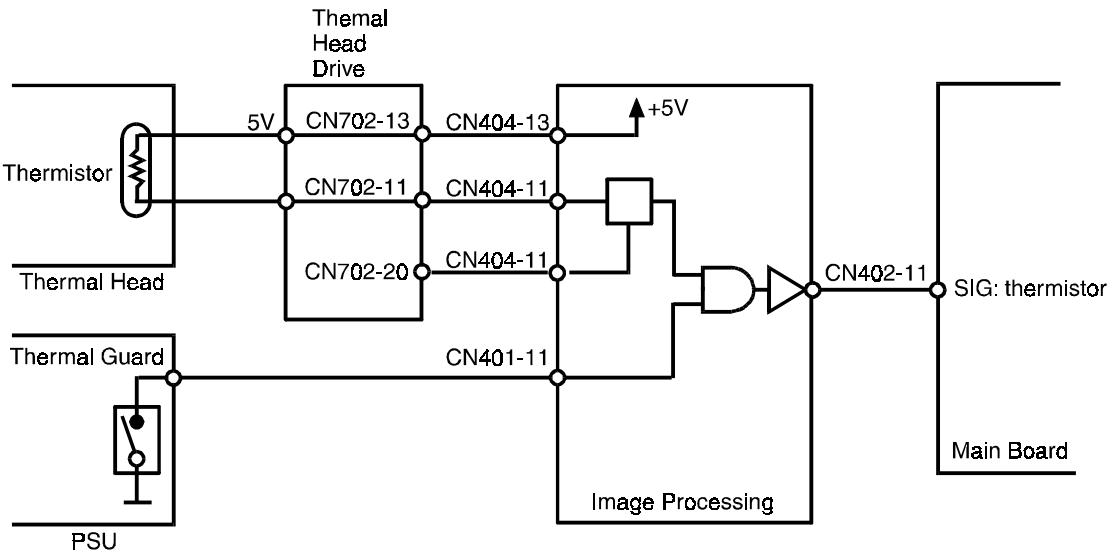 Themal
Head
Drive
5V
CN702-13
CN404-13
+5V
Thermistor
CN702-11
CN404-11
CN702-20
CN404-11
Thermal Head
CN402-11
SIG: thermistor
Thermal Guard
CN401-11
Main Board
Image Processing
PSU